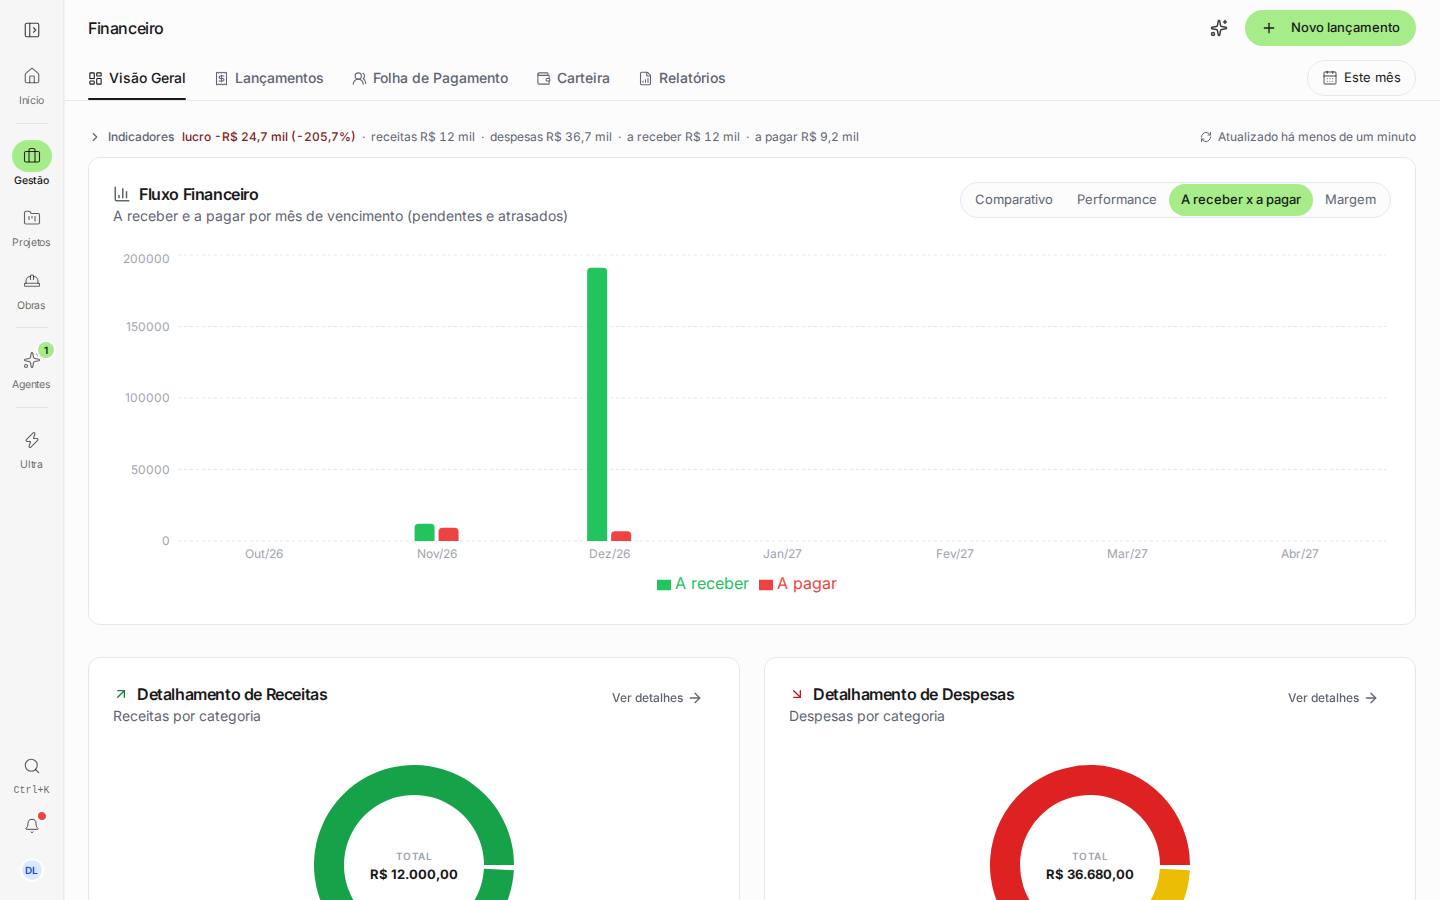 Financeiro
Novo lançamento
Início
Gestão
Projetos
Obras
1
Agentes
Ultra
Ctrl+K
DL
Visão Geral
Lançamentos
Folha de Pagamento
Carteira
Relatórios
Este mês
Indicadores lucro -R$ 24,7 mil (-205,7%) · receitas R$ 12 mil · despesas R$ 36,7 mil · a receber R$ 12 mil · a pagar R$ 9,2 mil
Atualizado há menos de um minuto
Fluxo Financeiro
A receber e a pagar por mês de vencimento (pendentes e atrasados)
Comparativo
Performance
A receber x a pagar
Margem
200000
150000
100000
50000
0
Out/26
Nov/26
Dez/26
Jan/27
Fev/27
Mar/27
Abr/27
A receber
A pagar
Detalhamento de Receitas
Receitas por categoria
Ver detalhes
TOTAL
R$ 12.000,00
Detalhamento de Despesas
Despesas por categoria
Ver detalhes
TOTAL
R$ 36.680,00